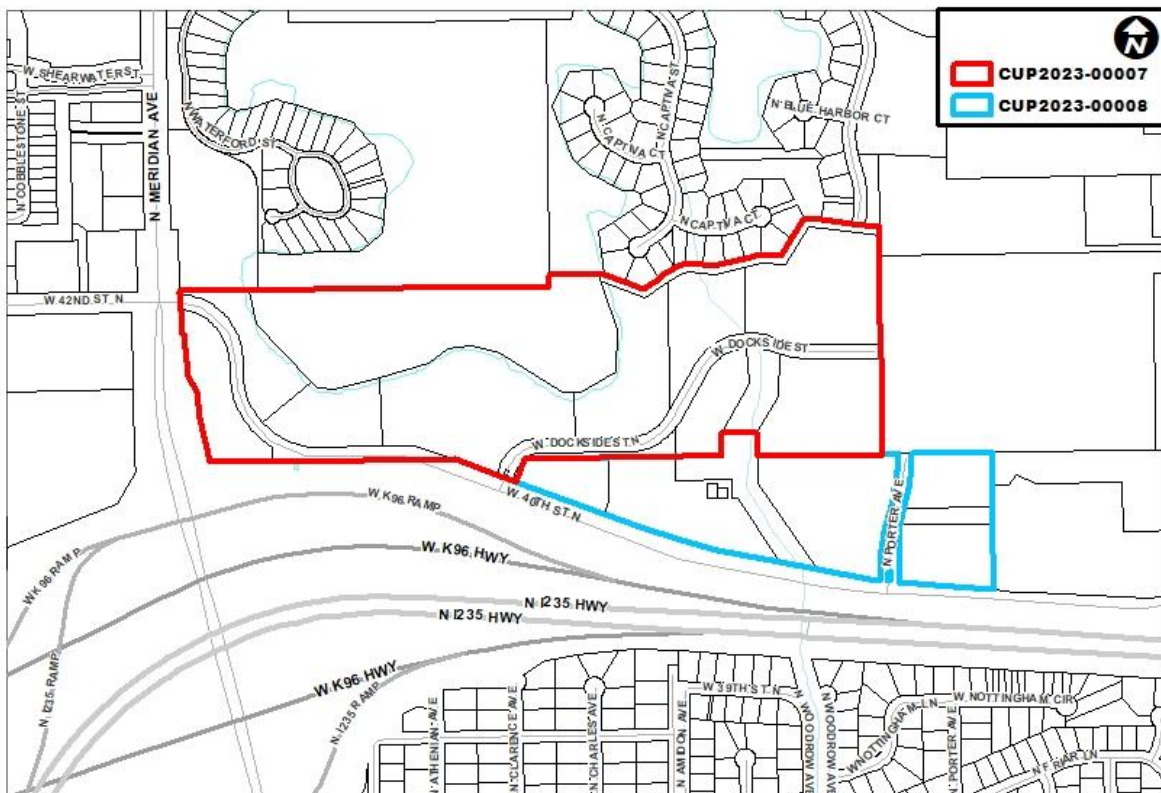 N
CUP2023-00007
CUP2023-00008
W SHEARWATER ST
N COBBLESTONE ST
N MERIDIAN AVE
N WATERFORD ST
N CAPTIVA ST
N CAPTIVA CT
N BLUE HARBOR CT
N CAPTIVA CT
W 42ND ST N
W DOCKSIDE ST
W DOCKSIDE ST N
W 40TH ST N
N PORTER AVE
W K96 RAMP
W K96 RAMP
W K96 HWY
N I235 HWY
N I235 HWY
W K96 HWY
N I235 RAMP
N I235 RAMP
N ATHENIAN AVE
N CLARENCE AVE
N CHARLES AVE
N AMIDON AVE
W 39TH ST N
N WOODROW AVE
N WOODROW AVE
W NOTTINGHAM LN
N PORTER AVE
W NOTTINGHAM CIR
N FRIAR LN